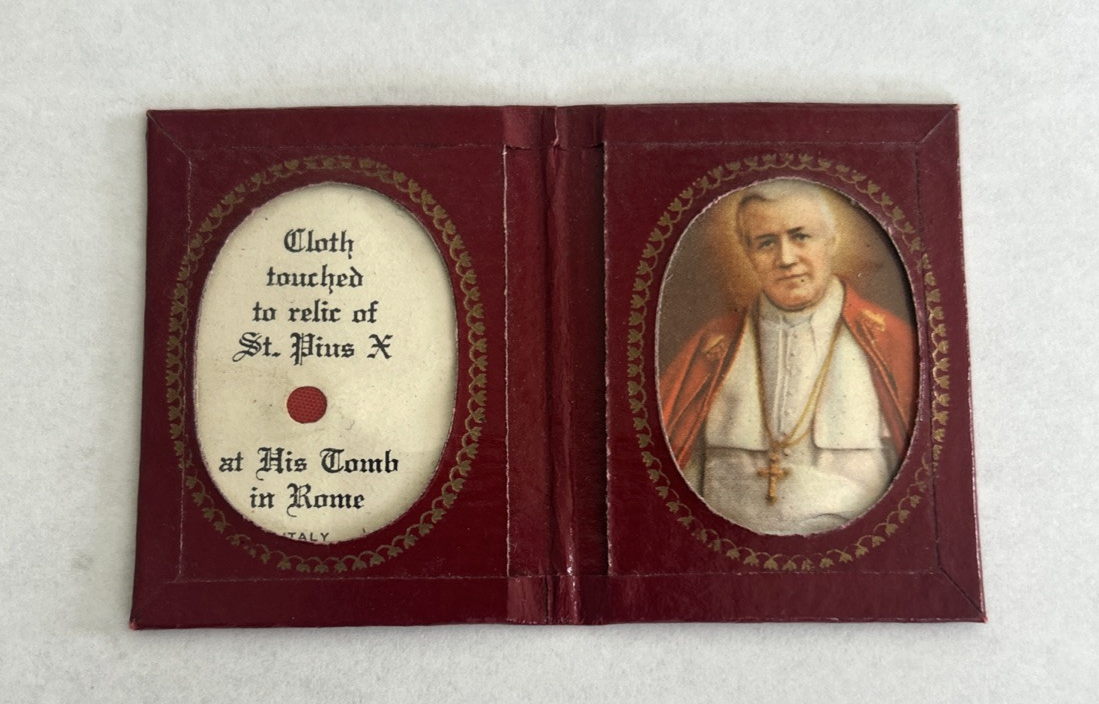 Cloth
touched
to relic of
St. Pius X
at His Tomb
in Rome
ITALY